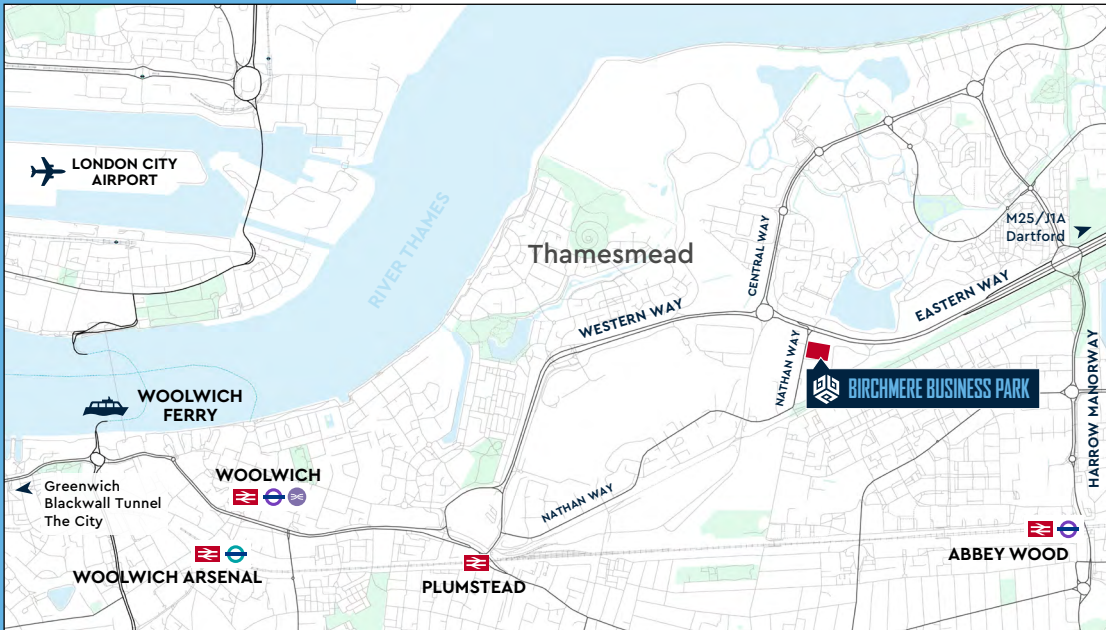 LONDON CITY
AIRPORT
RIVER THAMES
Thamesmead
CENTRAL WAY
M25/J1A
Dartford
WESTERN WAY
EASTERN WAY
NATHAN WAY
BIRCHMERE BUSINESS PARK
HARROW MANORWAY
WOOLWICH
FERRY
Greenwich
Blackwall Tunnel
The City
WOOLWICH
NATHAN WAY
WOOLWICH ARSENAL
PLUMSTEAD
ABBEY WOOD